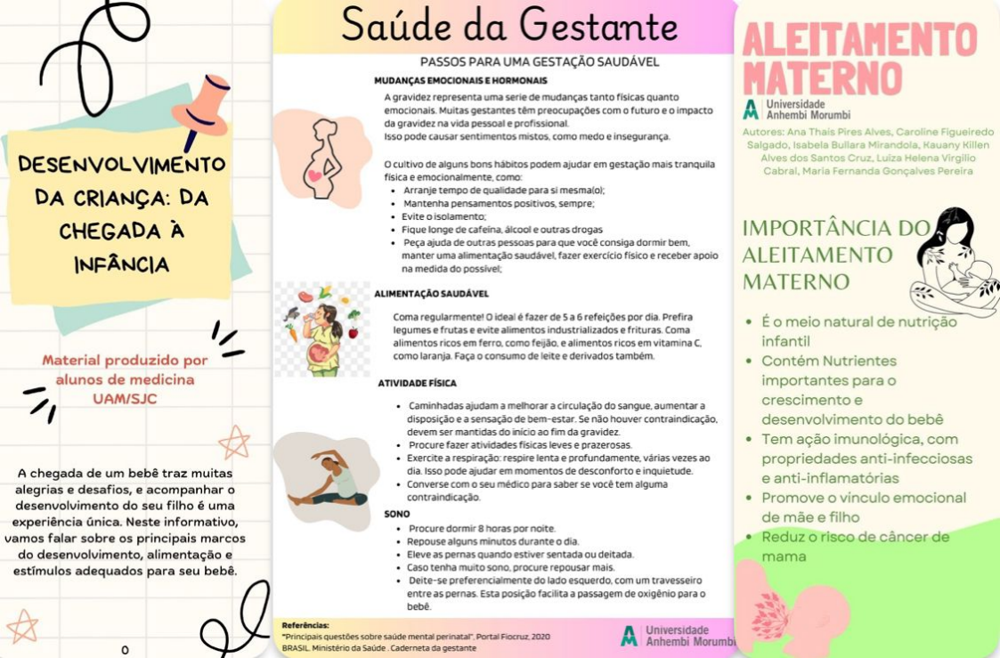 DESENVOLVIMENTO
DA CRIANÇA: DA
CHEGADA À
INFÂNCIA
Material produzido por
alunos de medicina
UAM/SJC
A chegada de um bebê traz muitas
alegrias e desafios, e acompanhar o
desenvolvimento do seu filho é uma
experiência única. Neste informativo,
vamos falar sobre os principais marcos
do desenvolvimento, alimentação e
estímulos adequados para seu bebê.
0
Saúde da Gestante
PASSOS PARA UMA GESTAÇÃO SAUDÁVEL
MUDANÇAS EMOCIONAIS E HORMONAIS
A gravidez representa uma serie de mudanças tanto físicas quanto
emocionais. Muitas gestantes têm preocupações com o futuro e o impacto
da gravidez na vida pessoal e profissional.
Isso pode causar sentimentos mistos, como medo e insegurança.
O cultivo de alguns bons hábitos podem ajudar em gestação mais tranquila
física e emocionalmente, como:
• Arranje tempo de qualidade para si mesma(o);
• Mantenha pensamentos positivos, sempre;
• Evite o isolamento;
• Fique longe de cafeína, álcool e outras drogas
• Peça ajuda de outras pessoas para que você consiga dormir bem,
manter uma alimentação saudável, fazer exercício físico e receber apoio
na medida do possível;
ALIMENTAÇÃO SAUDÁVEL
Coma regularmente! O ideal é fazer de 5 a 6 refeições por dia. Prefira
legumes e frutas e evite alimentos industrializados e frituras. Coma
alimentos ricos em ferro, como feijão, e alimentos ricos em vitamina C,
como laranja. Faça o consumo de leite e derivados também.
ATIVIDADE FÍSICA
• Caminhadas ajudam a melhorar a circulação do sangue, aumentar a
disposição e a sensação de bem-estar. Se não houver contraindicação,
devem ser mantidas do início ao fim da gravidez.
• Procure fazer atividades físicas leves e prazerosas.
• Exercite a respiração: respire lenta e profundamente, várias vezes ao
dia. Isso pode ajudar em momentos de desconforto e inquietude.
• Converse com o seu médico para saber se você tem alguma
contraindicação.
SONO
• Procure dormir 8 horas por noite.
• Repouse alguns minutos durante o dia.
• Eleve as pernas quando estiver sentada ou deitada.
• Caso tenha muito sono, procure repousar mais.
• Deite-se preferencialmente do lado esquerdo, com um travesseiro
entre as pernas. Esta posição facilita a passagem de oxigênio para o
bebê.
Referências:
"Principais questões sobre saúde mental perinatal", Portal Fiocruz, 2020
BRASIL. Ministério da Saúde . Caderneta da gestante
Universidade
Anhembi Morumbi
ALEITAMENTO
MATERNO
Universidade
Anhembi Morumbi
Autores: Ana Thais Pires Alves, Caroline Figueiredo
Salgado, Isabela Bullara Mirandola, Kauany Killen
Alves dos Santos Cruz, Luiza Helena Virgílio
Cabral, Maria Fernanda Gonçalves Pereira
IMPORTÂNCIA DO
ALEITAMENTO
MATERNO
• É o meio natural de nutrição
infantil
• Contém Nutrientes
importantes para o
crescimento e
desenvolvimento do bebê
• Tem ação imunológica, com
propriedades anti-infecciosas
e anti-inflamatórias
• Promove o vínculo emocional
de mãe e filho
• Reduz o risco de câncer de
mama